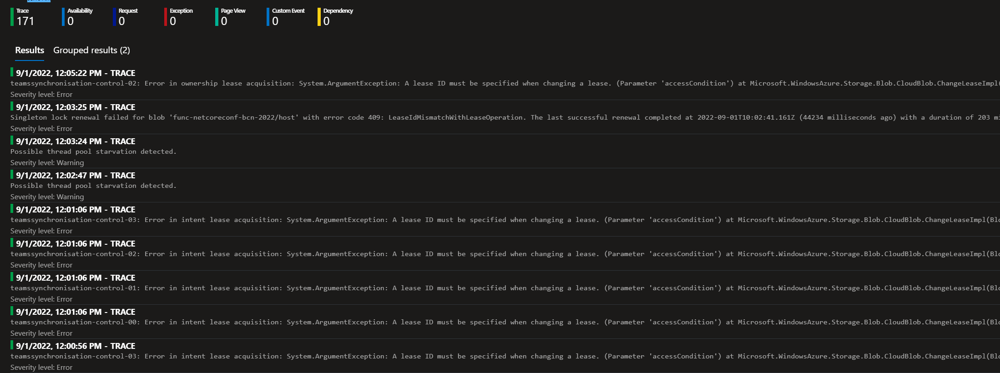 Trace Availability Request Exception Page View Custom Event Dependency
171 0 0 0 0 0 0
Results Grouped results (2)
9/1/2022, 12:05:22 PM - TRACE
teamssynchronisation-control-02: Error in ownership lease acquisition: System.ArgumentException: A lease ID must be specified when changing a lease. (Parameter 'accessCondition') at Microsoft.WindowsAzure.Storage.Blob.CloudBlob.ChangeLeaseImpl(
Severity level: Error
9/1/2022, 12:03:25 PM - TRACE
Singleton lock renewal failed for blob 'func-netcoreconf-bcn-2022/host' with error code 409: LeaseIdMismatchWithLeaseOperation. The last successful renewal completed at 2022-09-01T10:02:41.161Z (44234 milliseconds ago) with a duration of 203 mi
Severity level: Error
9/1/2022, 12:03:24 PM - TRACE
Possible thread pool starvation detected.
Severity level: Warning
9/1/2022, 12:02:47 PM - TRACE
Possible thread pool starvation detected.
Severity level: Warning
9/1/2022, 12:01:06 PM - TRACE
teamssynchronisation-control-03: Error in intent lease acquisition: System.ArgumentException: A lease ID must be specified when changing a lease. (Parameter 'accessCondition') at Microsoft.WindowsAzure.Storage.Blob.CloudBlob.ChangeLeaseImpl(Blo
Severity level: Error
9/1/2022, 12:01:06 PM - TRACE
teamssynchronisation-control-02: Error in intent lease acquisition: System.ArgumentException: A lease ID must be specified when changing a lease. (Parameter 'accessCondition') at Microsoft.WindowsAzure.Storage.Blob.CloudBlob.ChangeLeaseImpl(Blo
Severity level: Error
9/1/2022, 12:01:06 PM - TRACE
teamssynchronisation-control-01: Error in intent lease acquisition: System.ArgumentException: A lease ID must be specified when changing a lease. (Parameter 'accessCondition') at Microsoft.WindowsAzure.Storage.Blob.CloudBlob.ChangeLeaseImpl(Blo
Severity level: Error
9/1/2022, 12:01:06 PM - TRACE
teamssynchronisation-control-00: Error in intent lease acquisition: System.ArgumentException: A lease ID must be specified when changing a lease. (Parameter 'accessCondition') at Microsoft.WindowsAzure.Storage.Blob.CloudBlob.ChangeLeaseImpl(Blo
Severity level: Error
9/1/2022, 12:00:56 PM - TRACE
teamssynchronisation-control-03: Error in intent lease acquisition: System.ArgumentException: A lease ID must be specified when changing a lease. (Parameter 'accessCondition') at Microsoft.WindowsAzure.Storage.Blob.CloudBlob.ChangeLeaseImpl(Blo
Severity level: Error